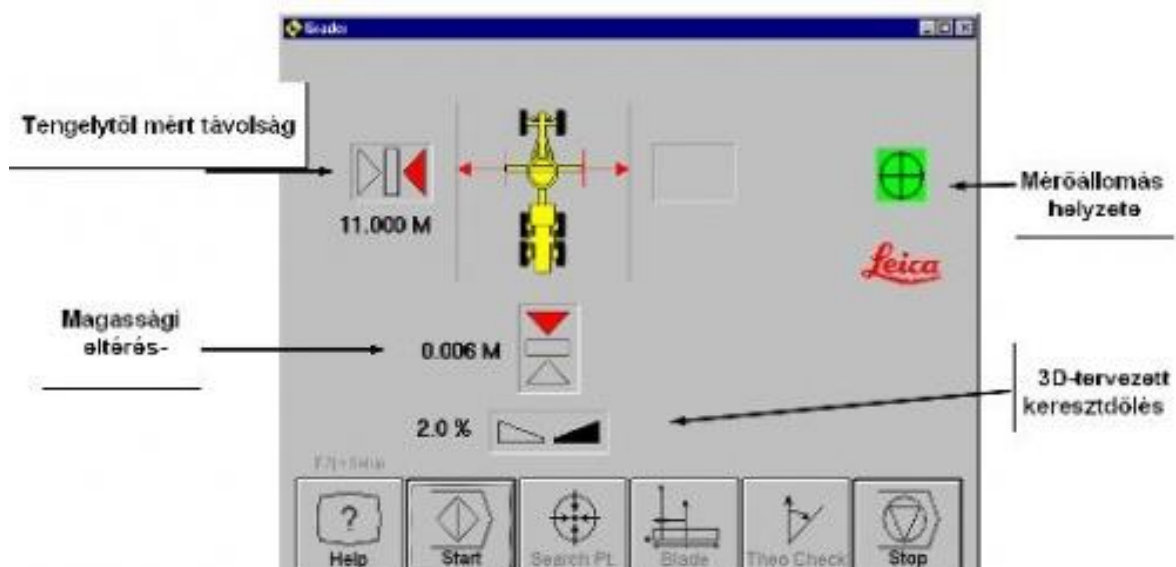 Grader
Tengelytől mért távolság
11.000 M
Mérőállomás
helyzete
Leica
Magassági
eltérés-
0.006 M
3D-tervezett
keresztdőlés
2.0 %
Help
Start
Search Pt.
Blade
Theo Check
Stop